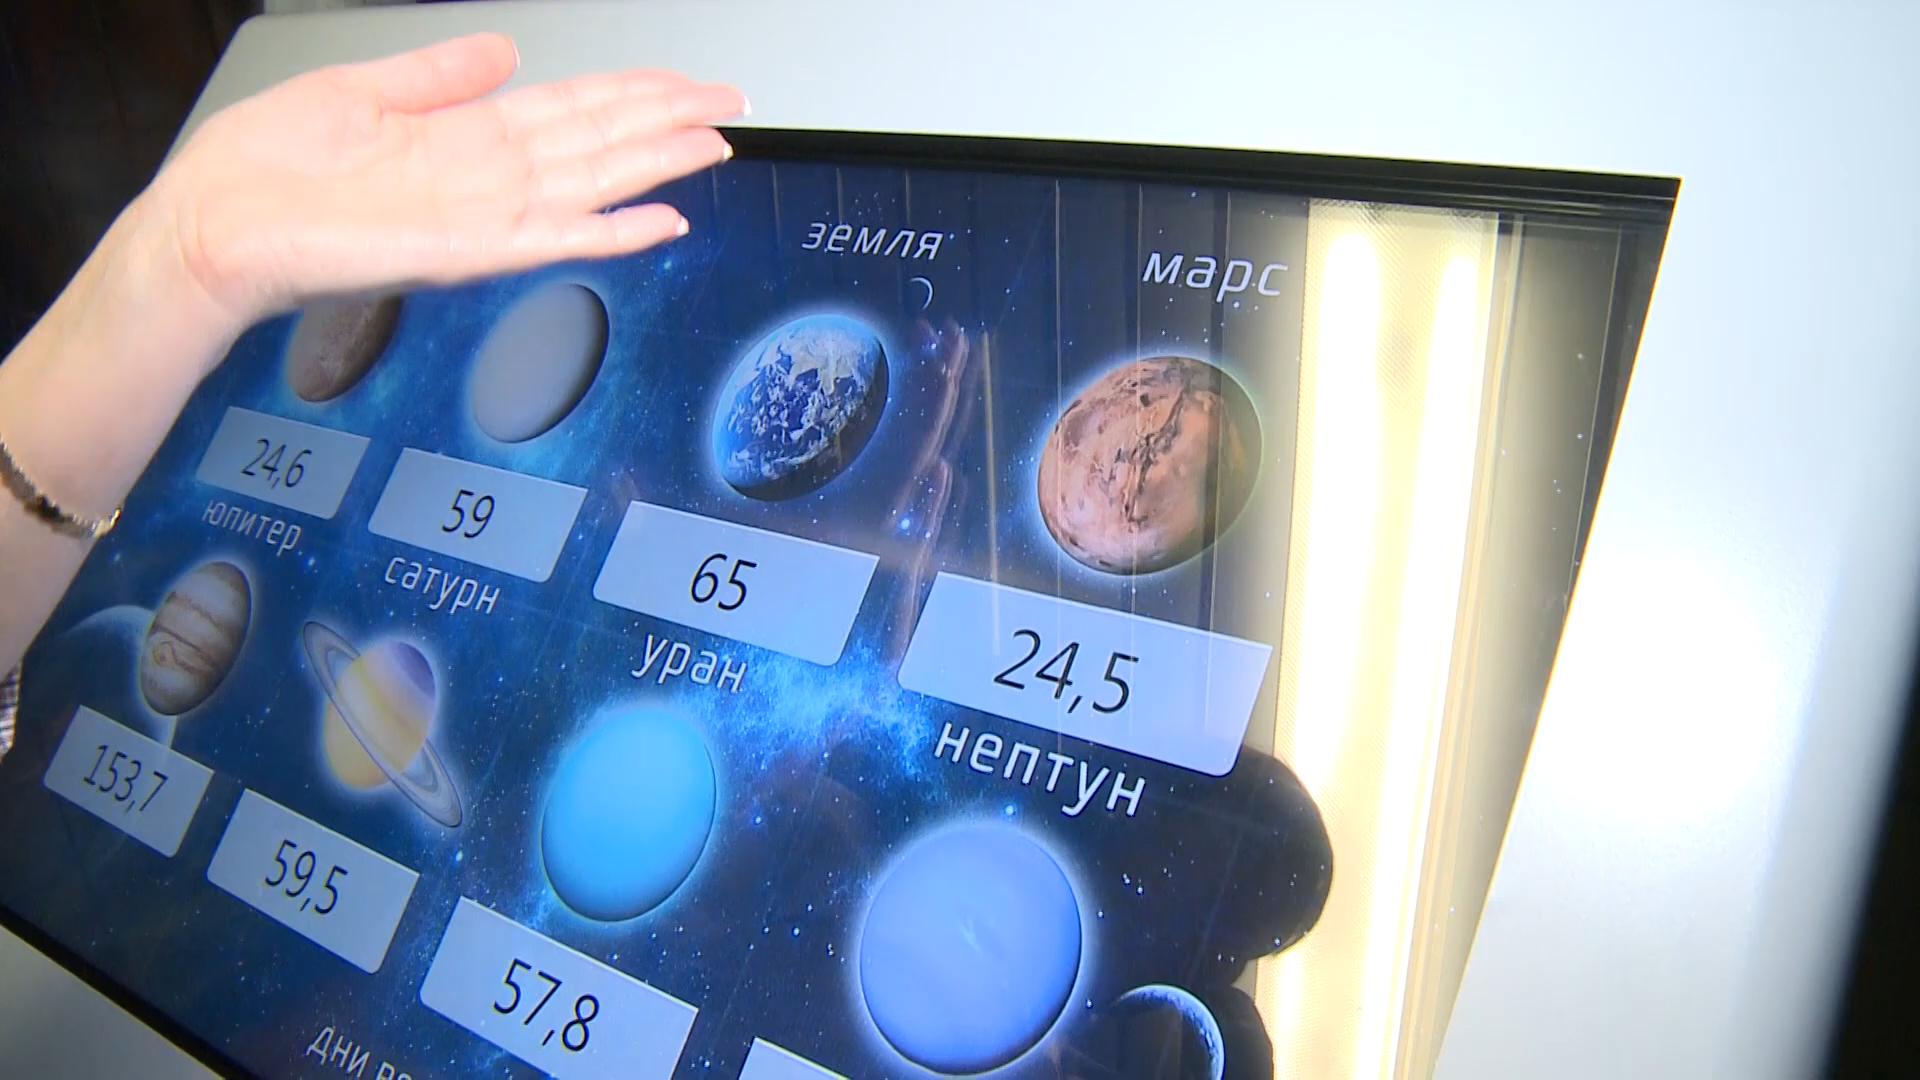 земля
марс
24,6
59
65
24,5
юпитер
сатурн
уран
нептун
153,7
59,5
57,8
дни